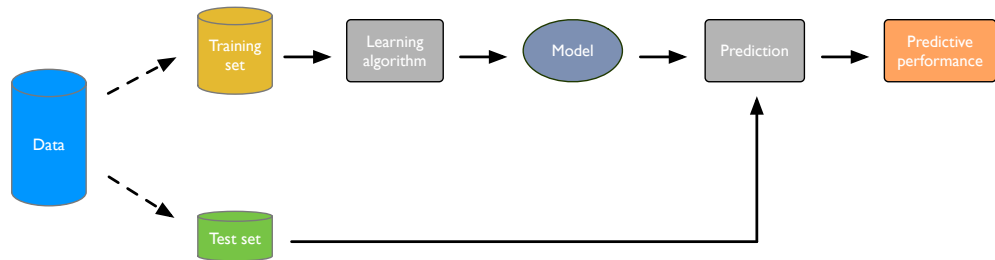 Data
Training
set
Learning
algorithm
Model
Prediction
Predictive
performance
Test set